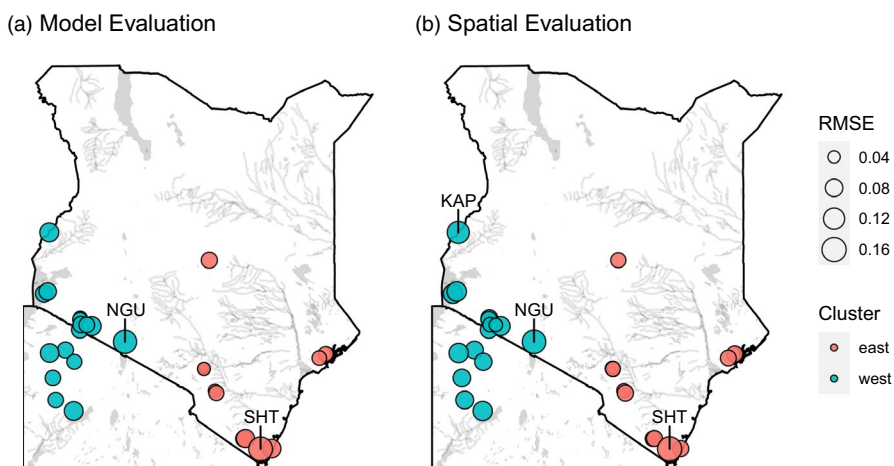 (a) Model Evaluation
(b) Spatial Evaluation
NGU
SHT
KAP
NGU
SHT
RMSE
0.04
0.08
0.12
0.16
Cluster
east
west